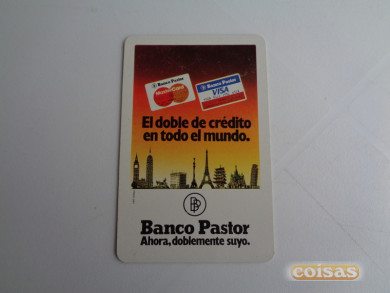 Banco Pastor
MasterCard
Banco Pastor
VISA
El doble de crédito
en todo el mundo.
Banco Pastor
Ahora, doblemente suyo.
coisas